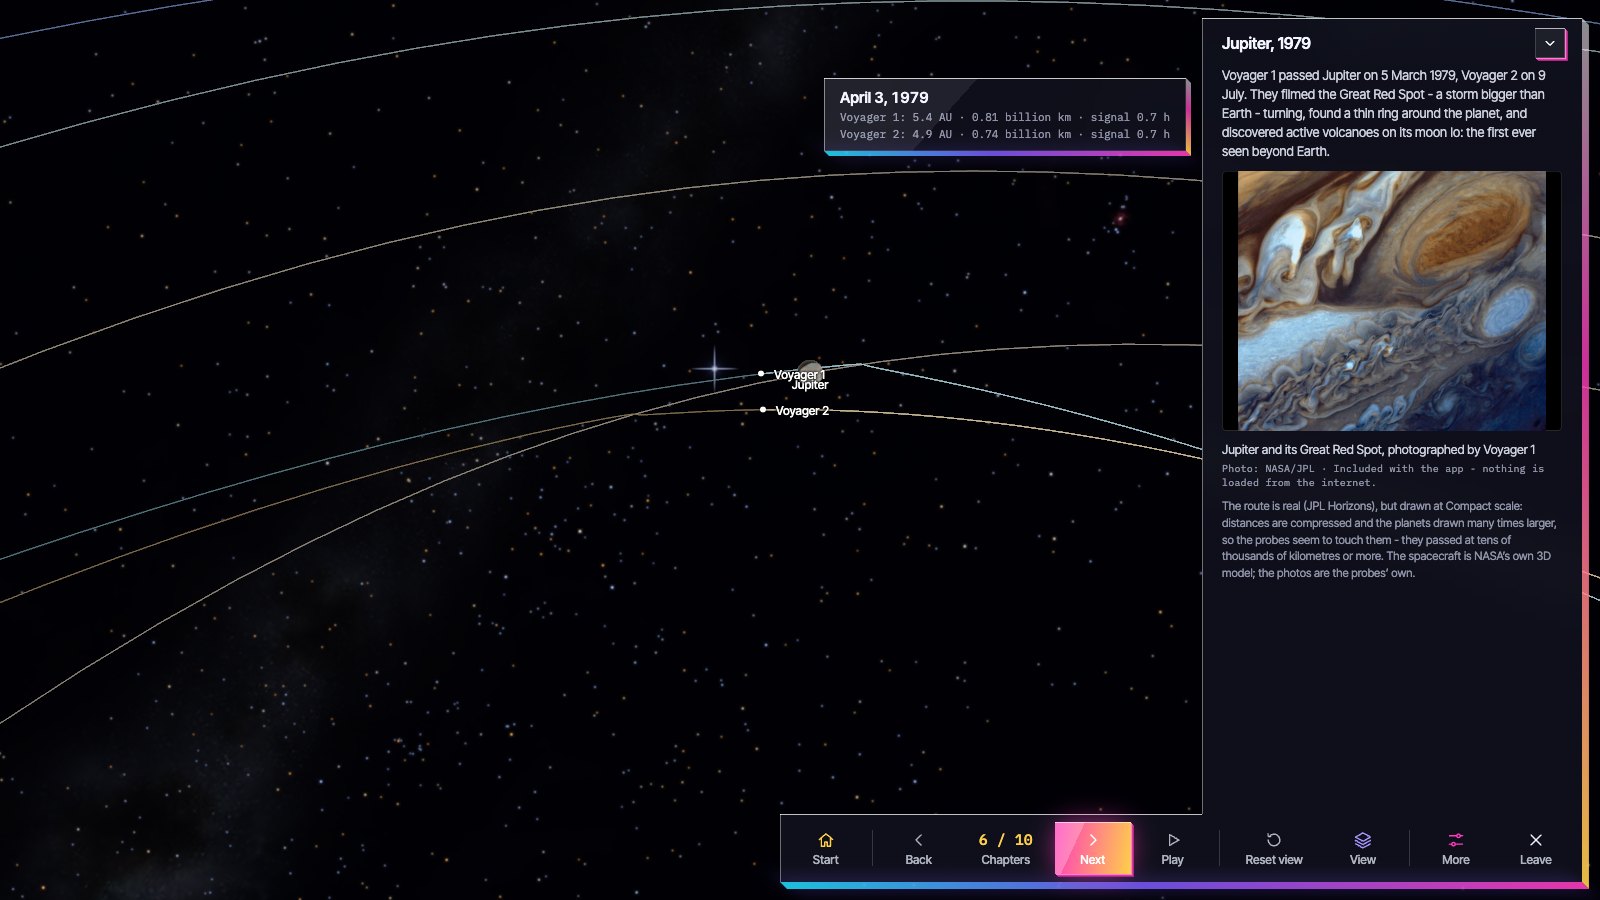 Jupiter, 1979
Voyager 1 passed Jupiter on 5 March 1979, Voyager 2 on 9
July. They filmed the Great Red Spot - a storm bigger than
Earth - turning, found a thin ring around the planet, and
discovered active volcanoes on its moon Io: the first ever
seen beyond Earth.
April 3, 1979
Voyager 1: 5.4 AU · 0.81 billion km · signal 0.7 h
Voyager 2: 4.9 AU · 0.74 billion km · signal 0.7 h
Voyager 1
Jupiter
Voyager 2
Jupiter and its Great Red Spot, photographed by Voyager 1
Photo: NASA/JPL · Included with the app - nothing is
loaded from the internet.
The route is real (JPL Horizons), but drawn at Compact scale:
distances are compressed and the planets drawn many times larger,
so the probes seem to touch them - they passed at tens of
thousands of kilometres or more. The spacecraft is NASA's own 3D
model; the photos are the probes' own.
Start
Back
6 / 10
Chapters
Next
Play
Reset view
View
More
Leave